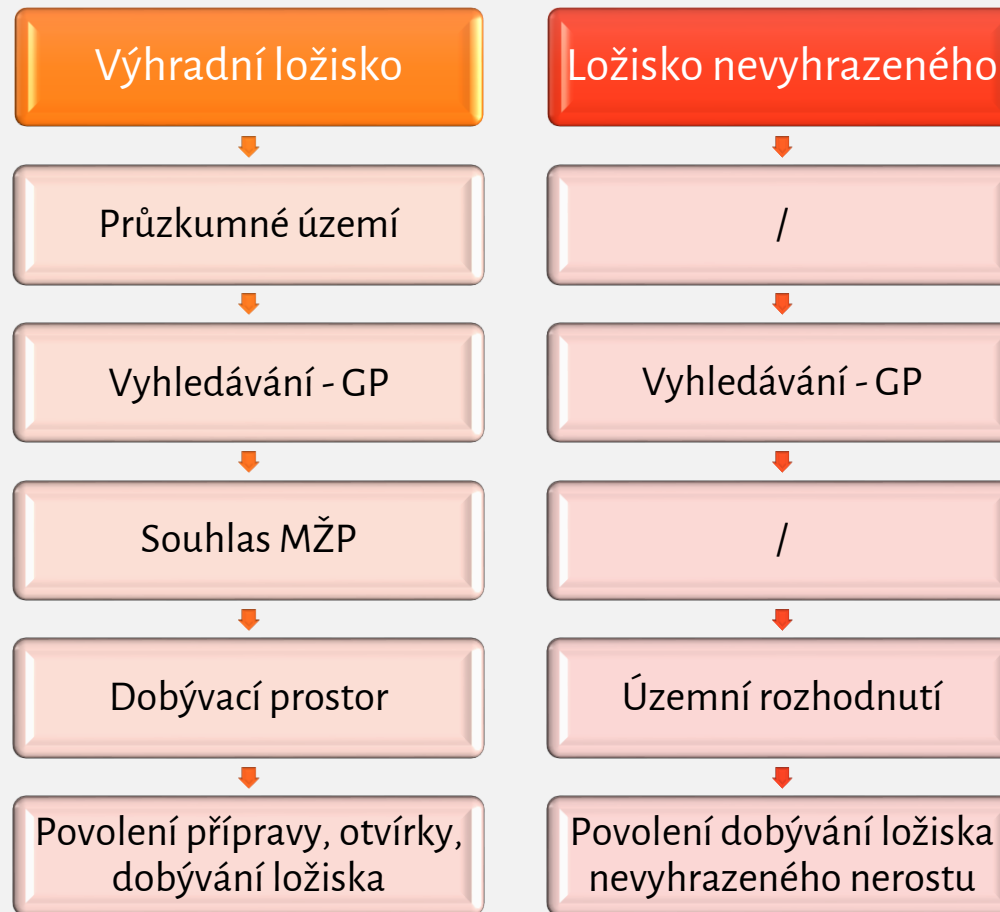 Výhradní ložisko
Průzkumné území
Vyhledávání - GP
Souhlas MŽP
Dobývací prostor
Povolení přípravy, otvírky,
dobývání ložiska
Ložisko nevyhrazeného
/
Vyhledávání - GP
/
Územní rozhodnutí
Povolení dobývání ložiska
nevyhrazeného nerostu